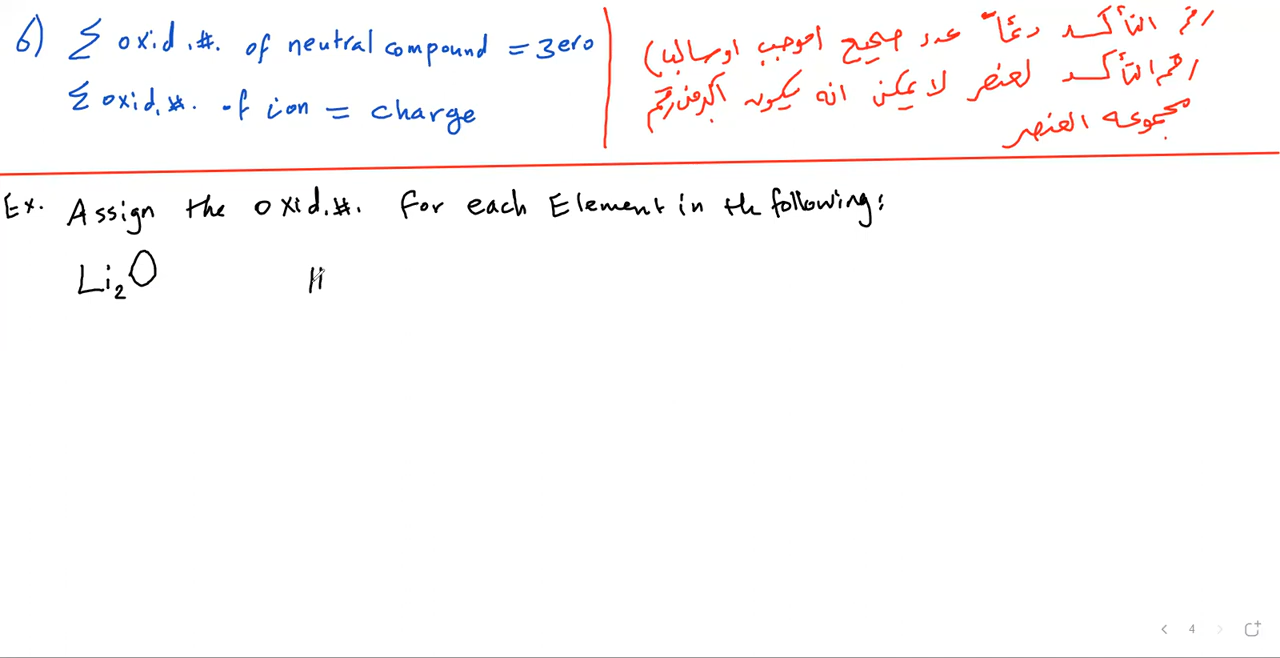 6) Σ oxid.#. of neutral compound = zero
Σ oxid.#. of ion = charge
رقم التأكسد دائماً عدد صحيح (موجب او سالب)
رقم التأكسد لعنصر لا يمكن انه يكون اكبر من رقم
مجموعه العنصر
Ex. Assign the oxid.#. for each Element in the following:
Li₂O
4